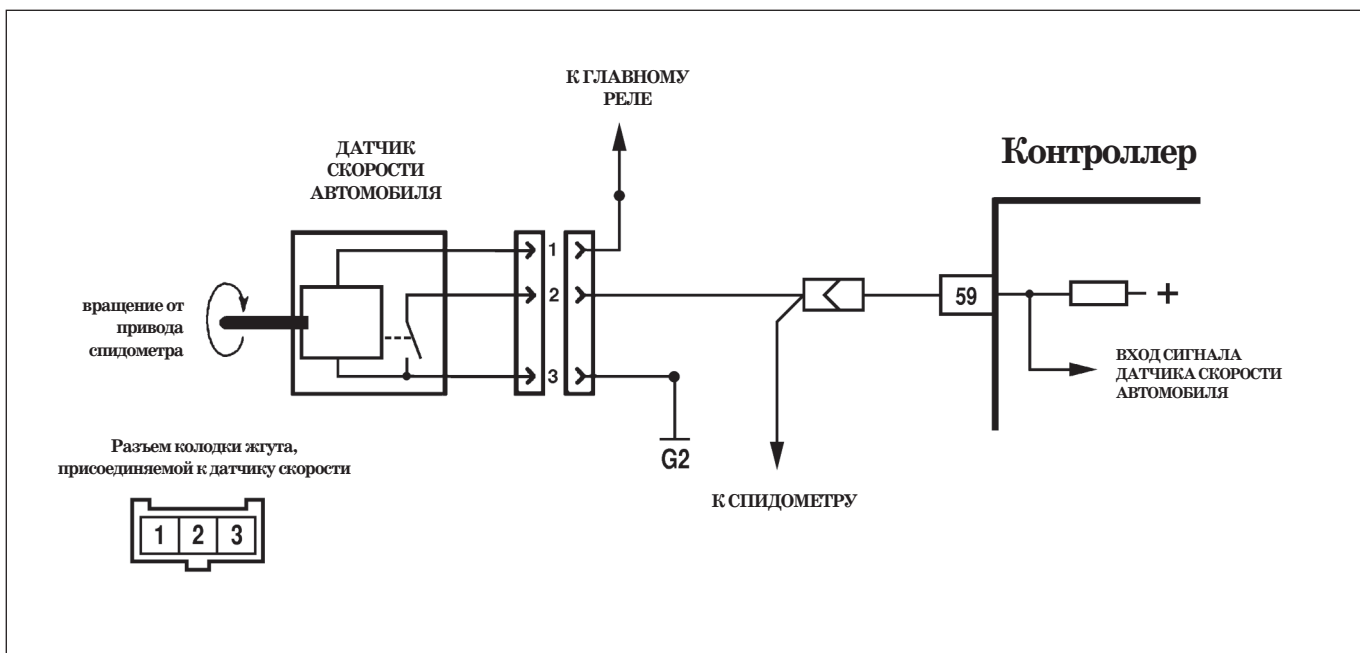 К ГЛАВНОМУ
РЕЛЕ
ДАТЧИК
СКОРОСТИ
АВТОМОБИЛЯ
Контроллер
1
2
3
59
+
вращение от
привода
спидометра
ВХОД СИГНАЛА
ДАТЧИКА СКОРОСТИ
АВТОМОБИЛЯ
G2
К СПИДОМЕТРУ
Разъем колодки жгута,
присоединяемой к датчику скорости
1 2 3